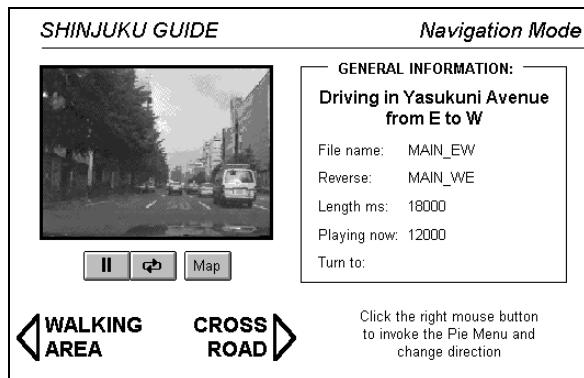 SHINJUKU GUIDE
Navigation Mode
GENERAL INFORMATION:
Driving in Yasukuni Avenue
from E to W
File name: MAIN_EW
Reverse: MAIN_WE
Length ms: 18000
Playing now: 12000
Turn to:
Map
WALKING
AREA
CROSS
ROAD
Click the right mouse button
to invoke the Pie Menu and
change direction